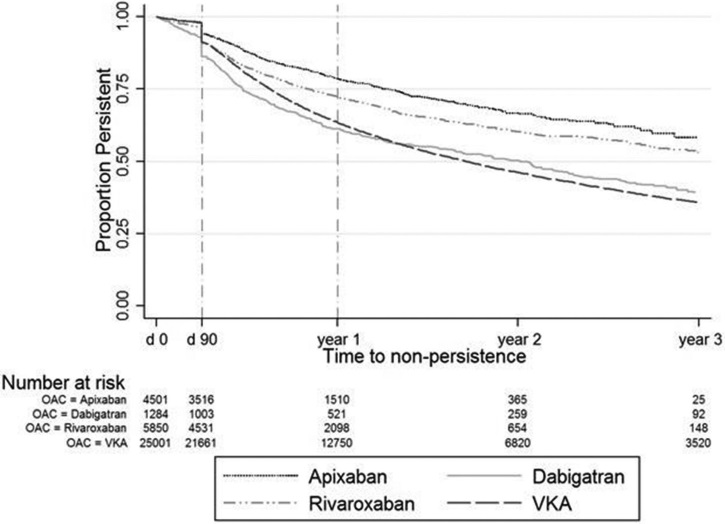 Proportion Persistent
1.00
0.75
0.50
0.25
0.00
d 0 d 90 year 1 year 2 year 3
Time to non-persistence
Number at risk
OAC = Apixaban 4501 3516 1510 365 25
OAC = Dabigatran 1284 1003 521 259 92
OAC = Rivaroxaban 5850 4531 2098 654 148
OAC = VKA 25001 21661 12750 6820 3520
Apixaban Dabigatran
Rivaroxaban VKA